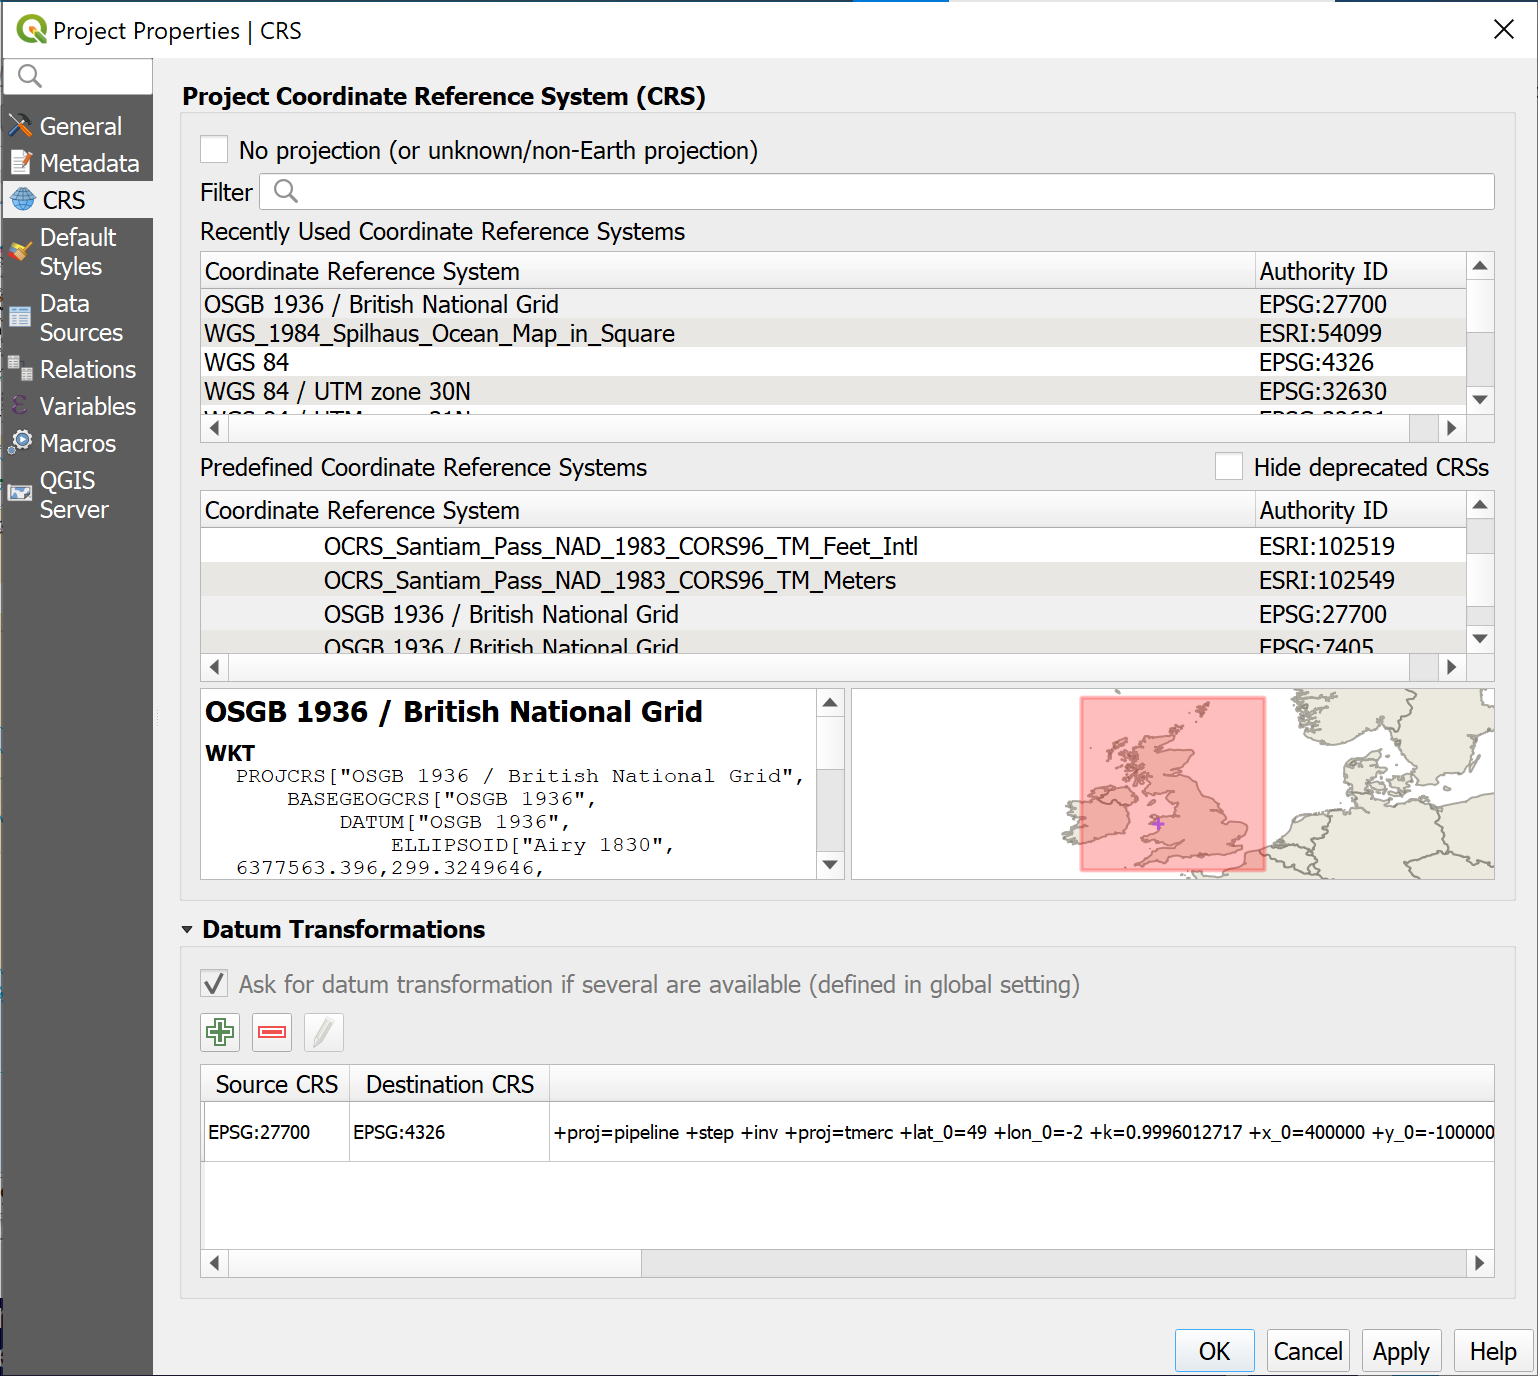 Project Properties | CRS
General
Metadata
CRS
Default
Styles
Data
Sources
Relations
Variables
Macros
QGIS
Server
Project Coordinate Reference System (CRS)
No projection (or unknown/non-Earth projection)
Filter
Recently Used Coordinate Reference Systems
Coordinate Reference System Authority ID
OSGB 1936 / British National Grid EPSG:27700
WGS_1984_Spilhaus_Ocean_Map_in_Square ESRI:54099
WGS 84 EPSG:4326
WGS 84 / UTM zone 30N EPSG:32630
Predefined Coordinate Reference Systems Hide deprecated CRSs
Coordinate Reference System Authority ID
OCRS_Santiam_Pass_NAD_1983_CORS96_TM_Feet_Intl ESRI:102519
OCRS_Santiam_Pass_NAD_1983_CORS96_TM_Meters ESRI:102549
OSGB 1936 / British National Grid EPSG:27700
OSGB 1936 / British National Grid EPSG:7405
OSGB 1936 / British National Grid
WKT
PROJCRS["OSGB 1936 / British National Grid",
BASEGEOGCRS["OSGB 1936",
DATUM["OSGB 1936",
ELLIPSOID["Airy 1830",
6377563.396,299.3249646,
Datum Transformations
Ask for datum transformation if several are available (defined in global setting)
Source CRS Destination CRS
EPSG:27700 EPSG:4326 +proj=pipeline +step +inv +proj=tmerc +lat_0=49 +lon_0=-2 +k=0.9996012717 +x_0=400000 +y_0=-100000
OK Cancel Apply Help